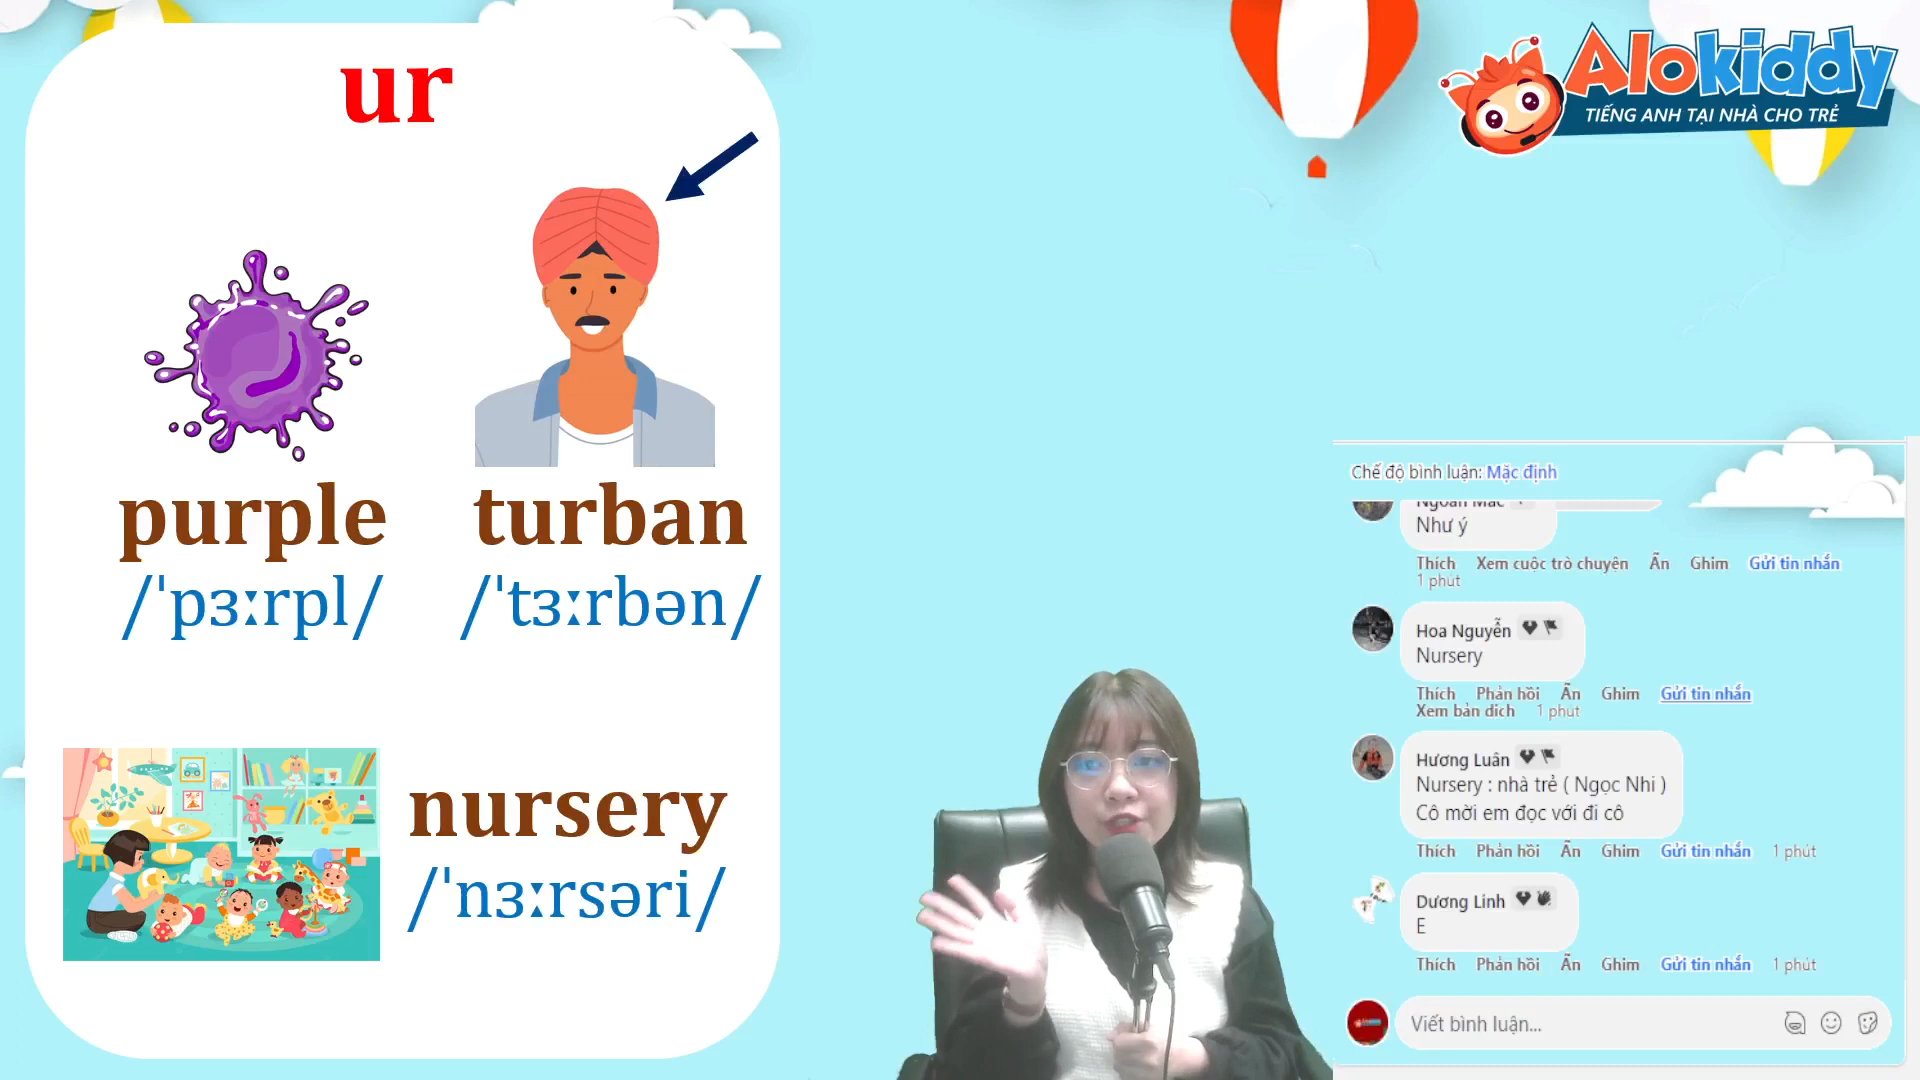 ur
purple
turban
/ˈpɜːrpl/
/ˈtɜːrbən/
nursery
/ˈnɜːrsəri/
Alokiddy
TIẾNG ANH TẠI NHÀ CHO TRẺ
Chế độ bình luận: Mặc định
Ngoan Mac
Như ý
Thích Xem cuộc trò chuyện Ẩn Ghim Gửi tin nhắn
1 phút
Hoa Nguyễn
Nursery
Thích Phản hồi Ẩn Ghim Gửi tin nhắn
Xem bản dịch 1 phút
Hương Luân
Nursery : nhà trẻ ( Ngọc Nhi )
Cô mời em đọc với đi cô
Thích Phản hồi Ẩn Ghim Gửi tin nhắn 1 phút
Dương Linh
E
Thích Phản hồi Ẩn Ghim Gửi tin nhắn 1 phút
Viết bình luận...